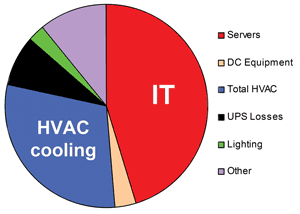 IT
HVAC
cooling
Servers
DC Equipment
Total HVAC
UPS Losses
Lighting
Other